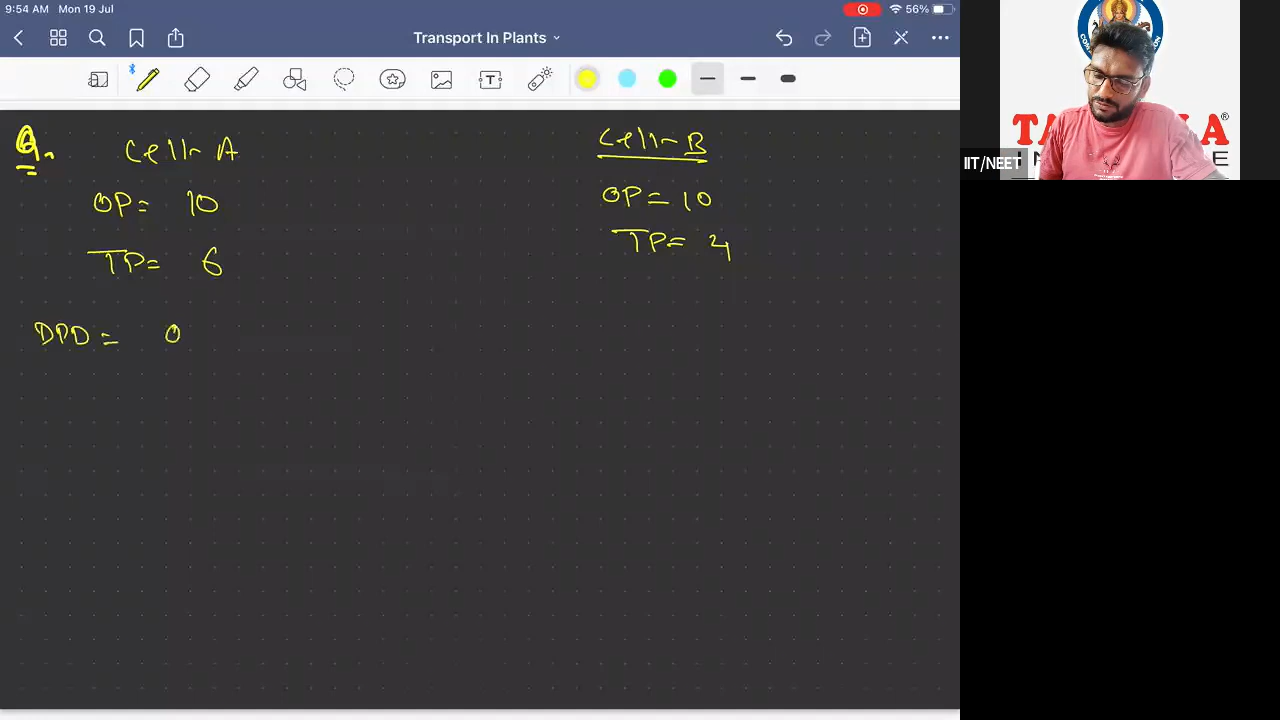 9:54 AM Mon 19 Jul
56%
Transport In Plants
Q.
Cell-A
OP= 10
TP= 6
DPD= 0
Cell-B
OP=10
TP= 4
IIT/NEET